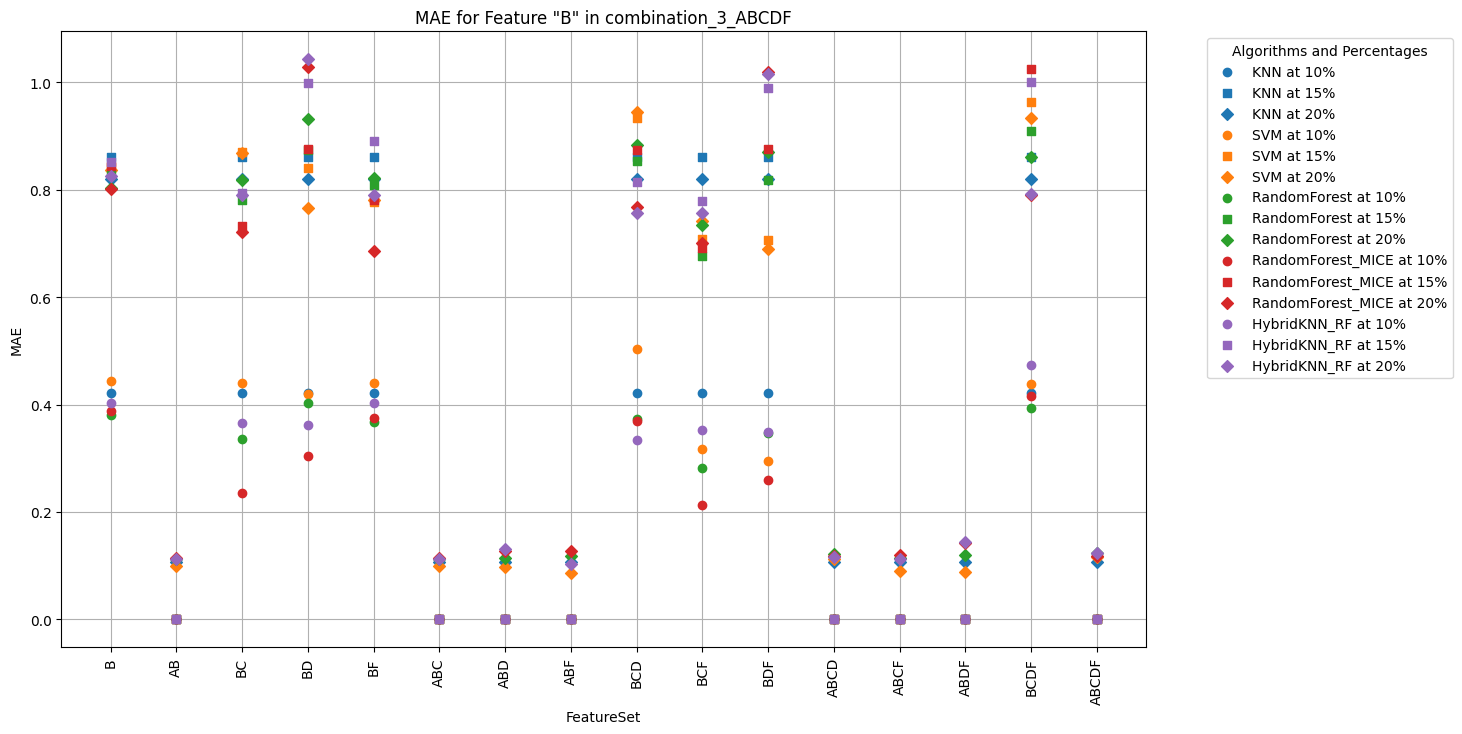 MAE for Feature "B" in combination_3_ABCDF
MAE
1.0
0.8
0.6
0.4
0.2
0.0
B
AB
BC
BD
BF
ABC
ABD
ABF
BCD
BCF
BDF
ABCD
ABCF
ABDF
BCDF
ABCDF
FeatureSet
Algorithms and Percentages
KNN at 10%
KNN at 15%
KNN at 20%
SVM at 10%
SVM at 15%
SVM at 20%
RandomForest at 10%
RandomForest at 15%
RandomForest at 20%
RandomForest_MICE at 10%
RandomForest_MICE at 15%
RandomForest_MICE at 20%
HybridKNN_RF at 10%
HybridKNN_RF at 15%
HybridKNN_RF at 20%